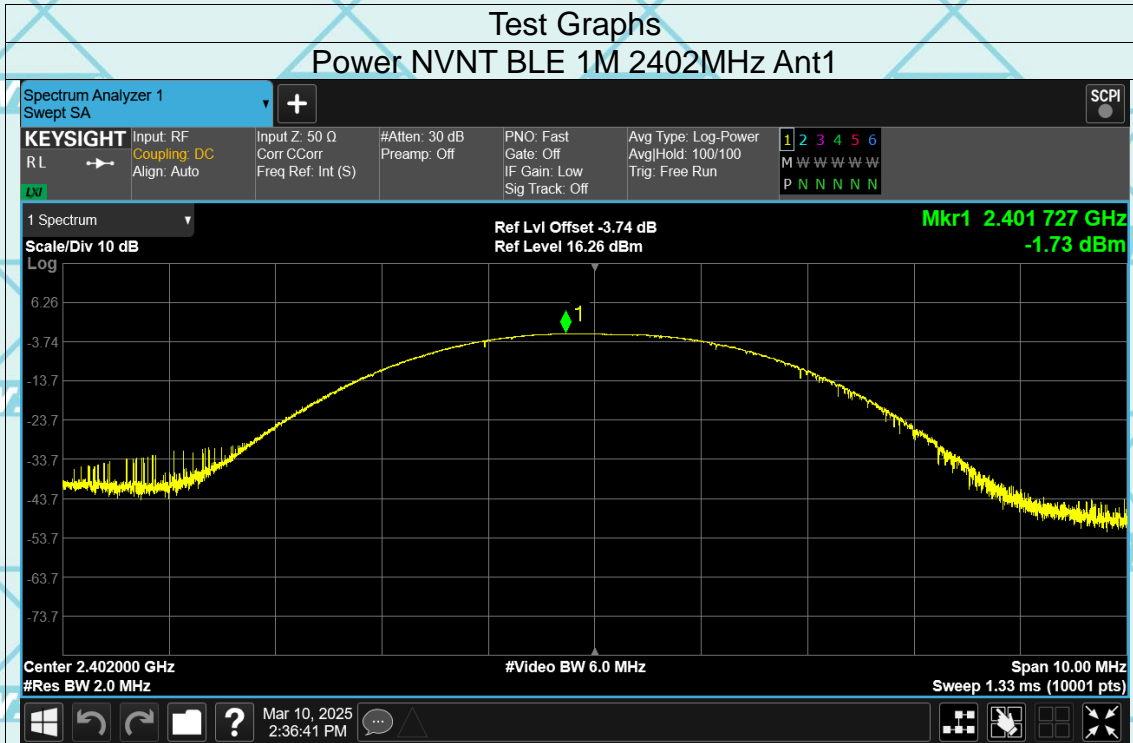 Test Graphs
Power NVNT BLE 1M 2402MHz Ant1
Spectrum Analyzer 1
Swept SA
+
SCPI
KEYSIGHT
R L
LXI
Input: RF
Coupling: DC
Align: Auto
Input Z: 50 Ω
Corr CCorr
Freq Ref: Int (S)
#Atten: 30 dB
Preamp: Off
PNO: Fast
Gate: Off
IF Gain: Low
Sig Track: Off
Avg Type: Log-Power
Avg|Hold: 100/100
Trig: Free Run
1 2 3 4 5 6
M W W W W W
P N N N N N
1 Spectrum
Scale/Div 10 dB
Ref Lvl Offset -3.74 dB
Ref Level 16.26 dBm
Mkr1 2.401 727 GHz
-1.73 dBm
Log
6.26
1
-3.74
-13.7
-23.7
-33.7
-43.7
-53.7
-63.7
-73.7
Center 2.402000 GHz
#Res BW 2.0 MHz
#Video BW 6.0 MHz
Span 10.00 MHz
Sweep 1.33 ms (10001 pts)
?
Mar 10, 2025
2:36:41 PM